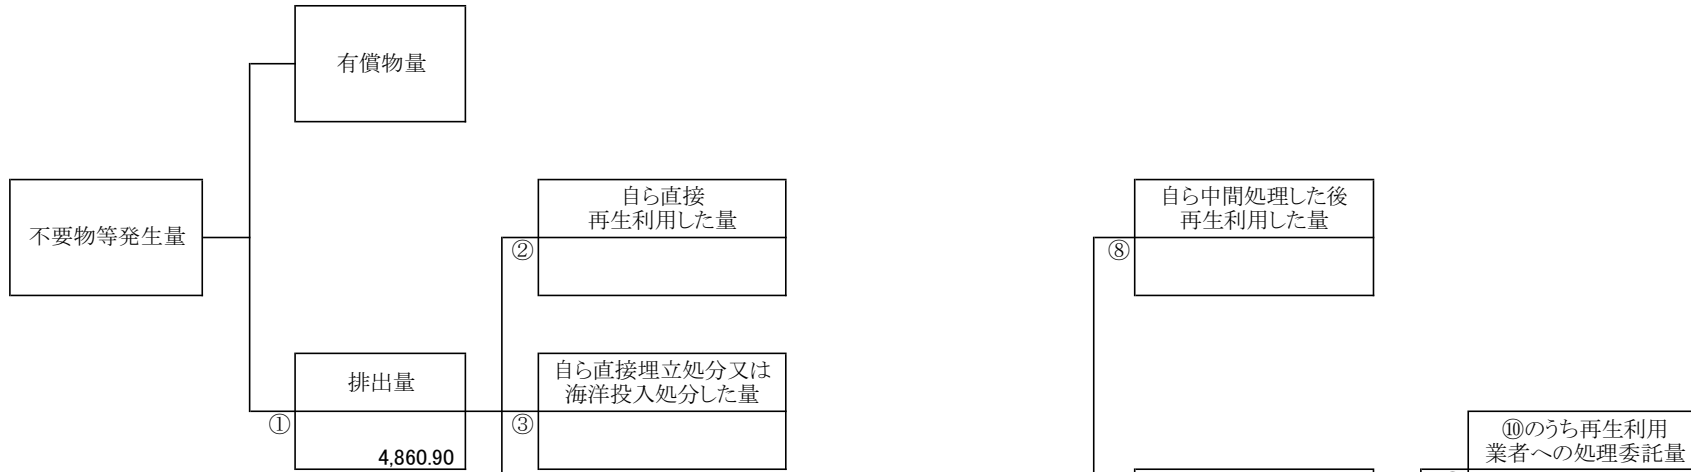 有償物量
不要物等発生量
自ら直接
再生利用した量
②
自ら中間処理した後
再生利用した量
⑧
排出量
①
4,860.90
自ら直接埋立処分又は
海洋投入処分した量
③
⑩のうち再生利用
業者への処理委託量